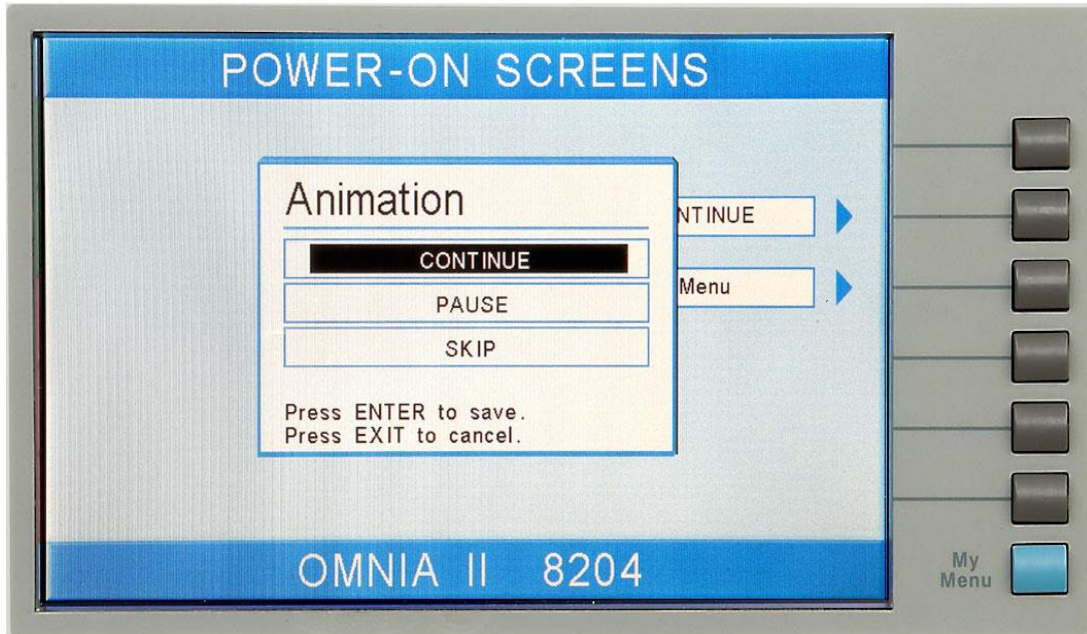 POWER-ON SCREENS
Animation
CONTINUE
PAUSE
SKIP
Press ENTER to save.
Press EXIT to cancel.
NTINUE
Menu
OMNIA II 8204
My
Menu